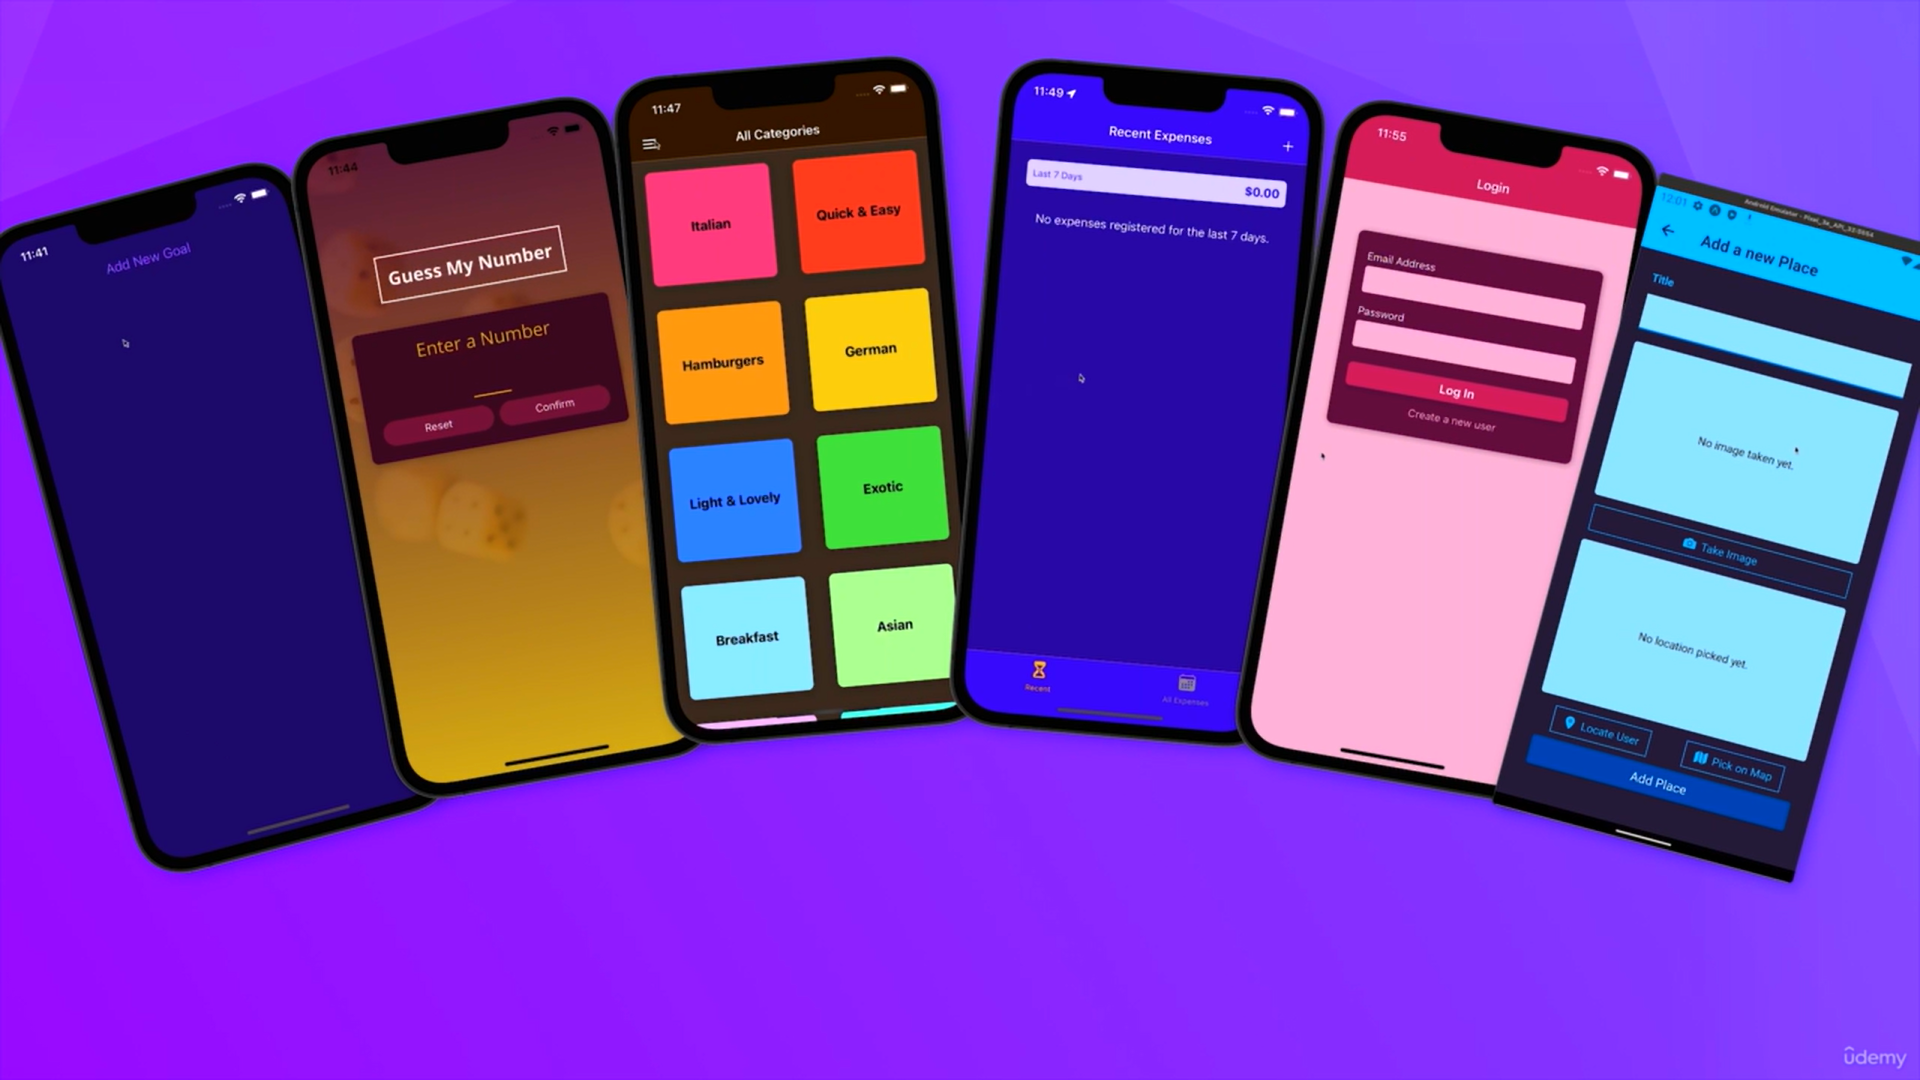 11:41
Add New Goal
11:44
Guess My Number
Enter a Number
Reset
Confirm
11:47
All Categories
Italian
Quick & Easy
Hamburgers
German
Light & Lovely
Exotic
Breakfast
Asian
11:49
Recent Expenses
+
Last 7 Days
$0.00
No expenses registered for the last 7 days.
Recent
All Expenses
11:55
Login
Email Address
Password
Log In
Create a new user
Android Emulator - Pixel_3a_API_33:5554
12:01
Add a new Place
Title
No image taken yet.
Take Image
No location picked yet.
Locate User
Pick on Map
Add Place
ûdemy